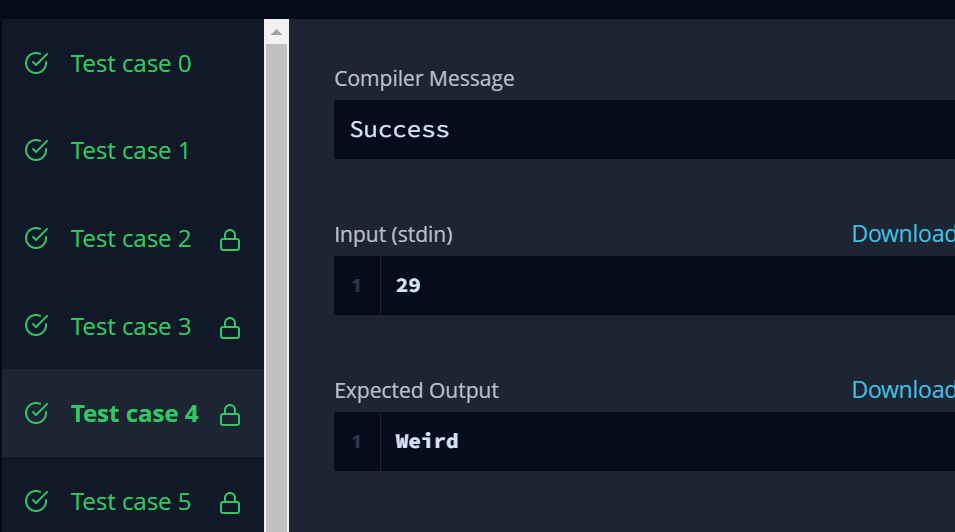 Test case 0
Test case 1
Test case 2
Test case 3
Test case 4
Test case 5
Compiler Message
Success
Input (stdin)
Download
1 29
Expected Output
Download
1 Weird